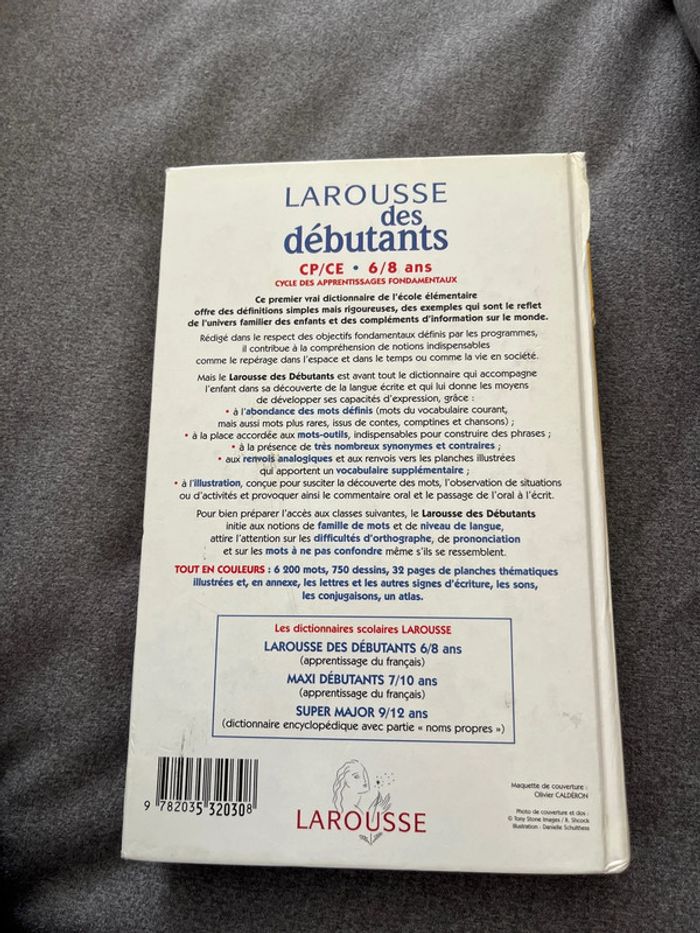 LAROUSSE
des
débutants
CP/CE • 6/8 ans
CYCLE DES APPRENTISSAGES FONDAMENTAUX
Ce premier vrai dictionnaire de l'école élémentaire
offre des définitions simples mais rigoureuses, des exemples qui sont le reflet
de l'univers familier des enfants et des compléments d'information sur le monde.
Rédigé dans le respect des objectifs fondamentaux définis par les programmes,
il contribue à la compréhension de notions indispensables
comme le repérage dans l'espace et dans le temps ou comme la vie en société.
Mais le Larousse des Débutants est avant tout le dictionnaire qui accompagne
l'enfant dans sa découverte de la langue écrite et qui lui donne les moyens
de développer ses capacités d'expression, grâce :
• à l'abondance des mots définis (mots du vocabulaire courant,
mais aussi mots plus rares, issus de contes, comptines et chansons) ;
• à la place accordée aux mots-outils, indispensables pour construire des phrases ;
• à la présence de très nombreux synonymes et contraires ;
• aux renvois analogiques et aux renvois vers les planches illustrées
qui apportent un vocabulaire supplémentaire ;
• à l'illustration, conçue pour susciter la découverte des mots, l'observation de situations
ou d'activités et provoquer ainsi le commentaire oral et le passage de l'oral à l'écrit.
Pour bien préparer l'accès aux classes suivantes, le Larousse des Débutants
initie aux notions de famille de mots et de niveau de langue,
attire l'attention sur les difficultés d'orthographe, de prononciation
et sur les mots à ne pas confondre même s'ils se ressemblent.
TOUT EN COULEURS : 6 200 mots, 750 dessins, 32 pages de planches thématiques
illustrées et, en annexe, les lettres et les autres signes d'écriture, les sons,
les conjugaisons, un atlas.
Les dictionnaires scolaires LAROUSSE
LAROUSSE DES DÉBUTANTS 6/8 ans
(apprentissage du français)
MAXI DÉBUTANTS 7/10 ans
(apprentissage du français)
SUPER MAJOR 9/12 ans
(dictionnaire encyclopédique avec partie « noms propres »)
9 782035 320308
LAROUSSE
Maquette de couverture :
Olivier CALDÉRON
Photo de couverture et dos :
© Tony Stone Images / R. Shcock
Illustration - Danielle Schulthess